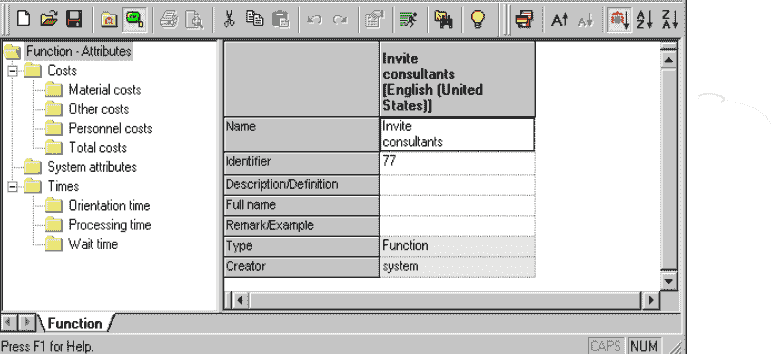 Function - Attributes
Costs
Material costs
Other costs
Personnel costs
Total costs
System attributes
Times
Orientation time
Processing time
Wait time
Invite
consultants
[English (United
States)]
Name
Invite
consultants
Identifier
77
Description/Definition
Full name
Remark/Example
Type
Function
Creator
system
Function
Press F1 for Help.
CAPS
NUM